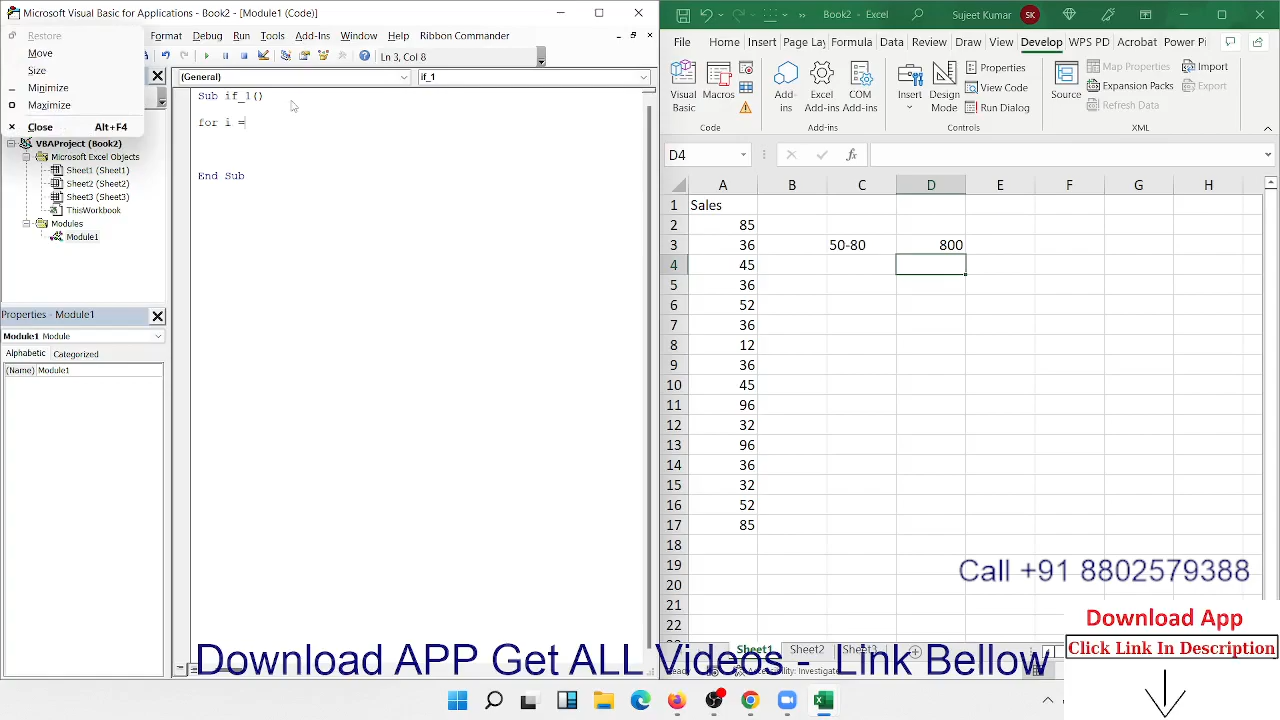 Microsoft Visual Basic for Applications - Book2 - [Module1 (Code)]
Restore
Move
Size
Minimize
Maximize
Close Alt+F4
Format Debug Run Tools Add-Ins Window Help Ribbon Commander
Ln 3, Col 8
(General) if_1
Sub if_1()
for i =
End Sub
VBAProject (Book2)
Microsoft Excel Objects
Sheet1 (Sheet1)
Sheet2 (Sheet2)
Sheet3 (Sheet3)
ThisWorkbook
Modules
Module1
Properties - Module1
Module1 Module
Alphabetic Categorized
(Name) Module1
Book2 - Excel Sujeet Kumar SK
File Home Insert Page Lay Formula Data Review View Develop WPS PD Acrobat Power Pi
Draw
Visual Basic
Macros
Code
Add-ins
Excel Add-ins
COM Add-ins
Add-ins
Insert
Design Mode
Properties
View Code
Run Dialog
Controls
Source
Map Properties
Expansion Packs
Refresh Data
Import
Export
XML
D4 fx
A B C D E F G H
1 Sales
2 85
3 36 50-80 800
4 45
5 36
6 52
7 36
8 12
9 36
10 45
11 96
12 32
13 96
14 36
15 32
16 52
17 85
18
19
20
21
22
Call +91 8802579388
Download App
Click Link In Description
Download APP Get ALL Videos - Link Bellow
Sheet1 Sheet2 Sheet3
Ready Accessibility: Investigate